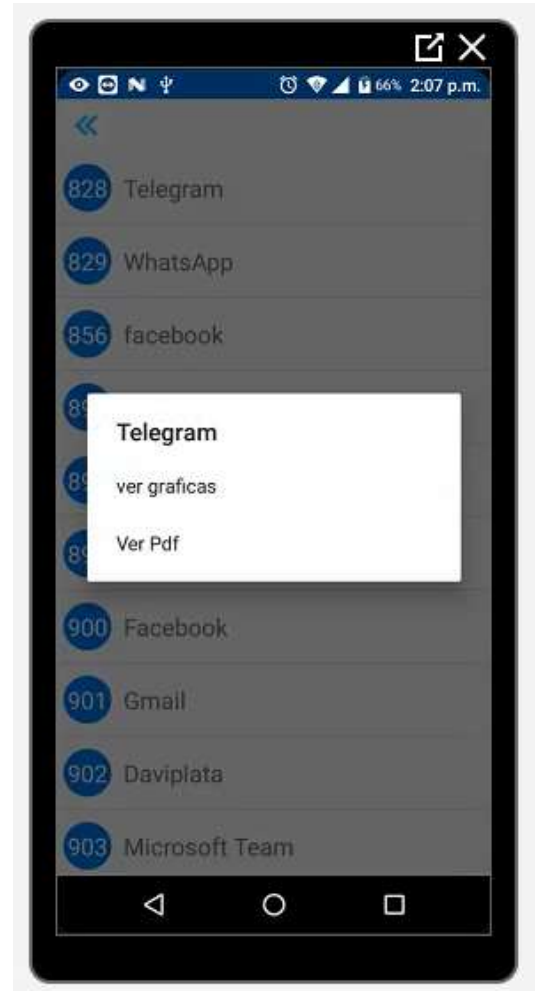 66% 2:07 p.m.
828 Telegram
829 WhatsApp
856 facebook
Telegram
ver graficas
Ver Pdf
900 Facebook
901 Gmail
902 Daviplata
903 Microsoft Team